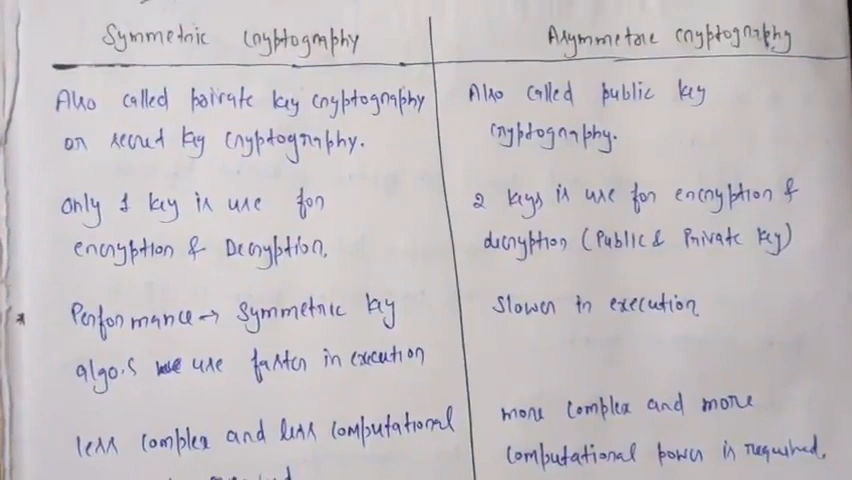 Symmetric Cryptography
Also called private key cryptography
or secret key cryptography.
only 1 key is use for
encryption & Decryption.
Performance → symmetric key
algo.s use faster in execution
less complex and less computational
Asymmetric cryptography
Also called public key
cryptography.
2 keys is use for encryption &
decryption (Public & Private key)
Slower in execution
more complex and more
computational power is required.